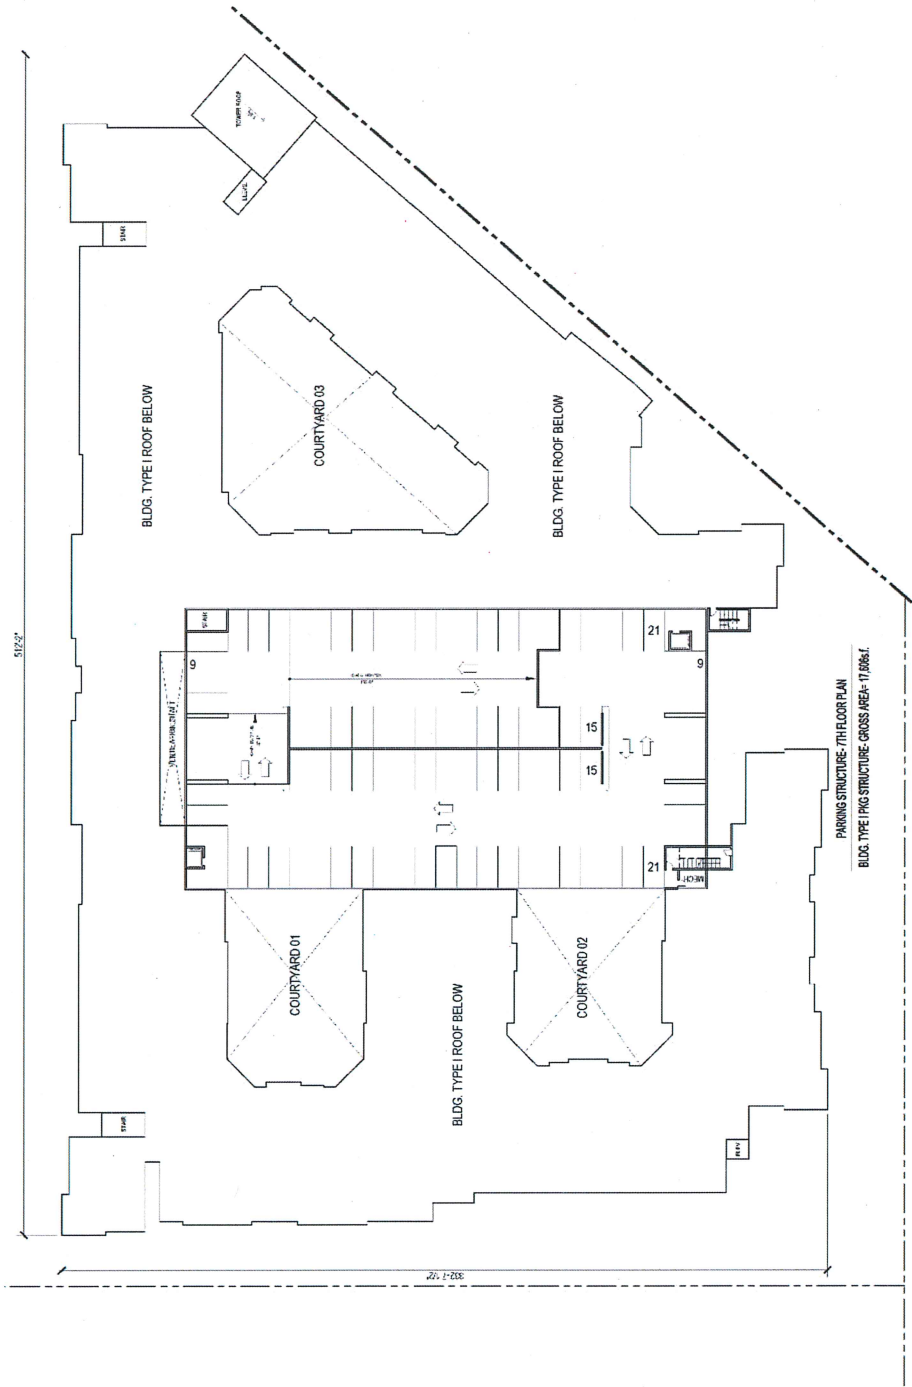 512'-2"
TOWER ROOF
STAIR
BLDG. TYPE I ROOF BELOW
COURTYARD 03
BLDG. TYPE I ROOF BELOW
STAIR
9
21
9
15
15
21
MECH
COURTYARD 01
COURTYARD 02
BLDG. TYPE I ROOF BELOW
STAIR
ELEV
332'-7 1/2"
PARKING STRUCTURE- 7TH FLOOR PLAN
BLDG. TYPE I PKG STRUCTURE- GROSS AREA= 17,606s.f.